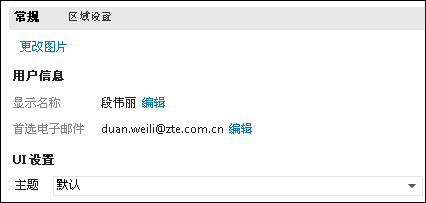 常规 区域设置
更改图片
用户信息
显示名称 段伟丽 编辑
首选电子邮件 duan.weili@zte.com.cn 编辑
UI 设置
主题 默认